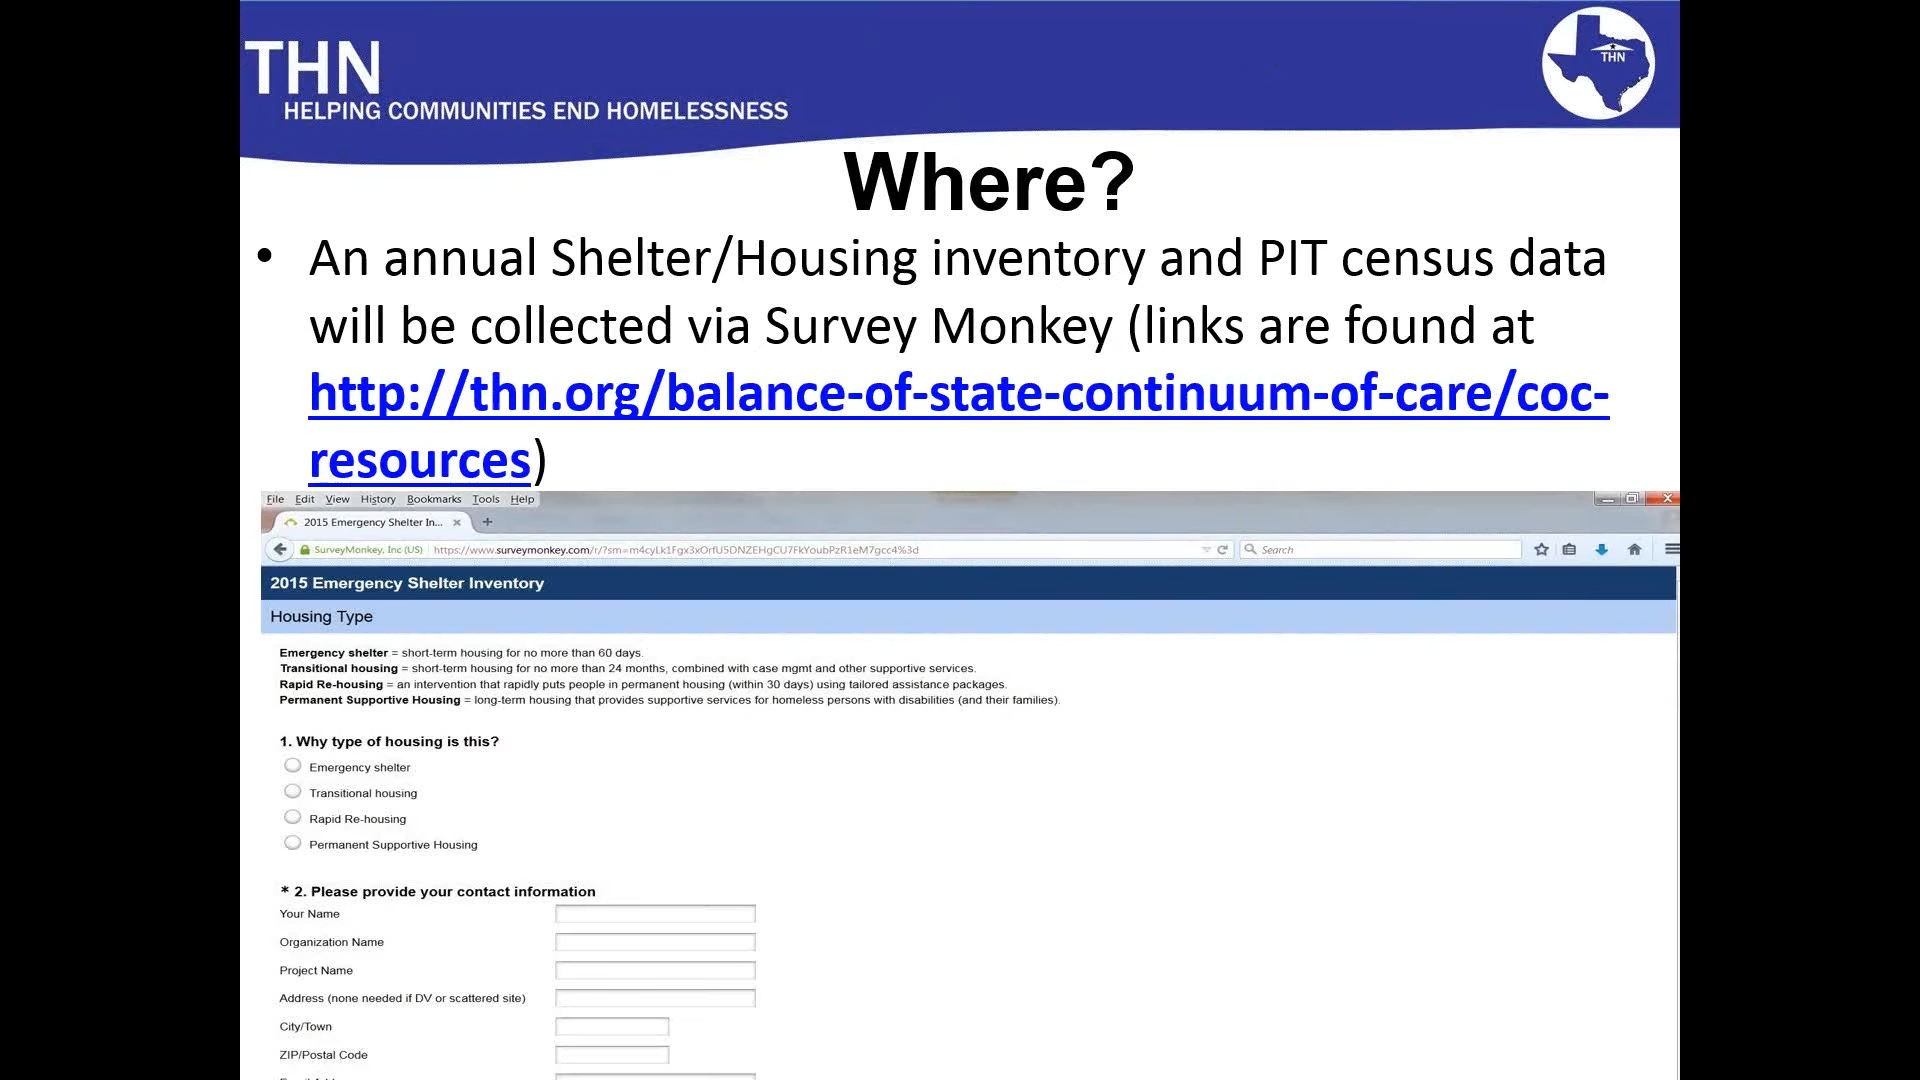 THN
HELPING COMMUNITIES END HOMELESSNESS
THN
Where?
• An annual Shelter/Housing inventory and PIT census data
will be collected via Survey Monkey (links are found at
http://thn.org/balance-of-state-continuum-of-care/coc-
resources)
File Edit View History Bookmarks Tools Help
2015 Emergency Shelter In...
SurveyMonkey, Inc (US) https://www.surveymonkey.com/r/?sm=m4cyLk1Fgx3xOrfU5DNZEHgCU7FkYoubPzR1eM7gcc4%3d Search
2015 Emergency Shelter Inventory
Housing Type
Emergency shelter = short-term housing for no more than 60 days.
Transitional housing = short-term housing for no more than 24 months, combined with case mgmt and other supportive services.
Rapid Re-housing = an intervention that rapidly puts people in permanent housing (within 30 days) using tailored assistance packages.
Permanent Supportive Housing = long-term housing that provides supportive services for homeless persons with disabilities (and their families).
1. Why type of housing is this?
Emergency shelter
Transitional housing
Rapid Re-housing
Permanent Supportive Housing
* 2. Please provide your contact information
Your Name
Organization Name
Project Name
Address (none needed if DV or scattered site)
City/Town
ZIP/Postal Code